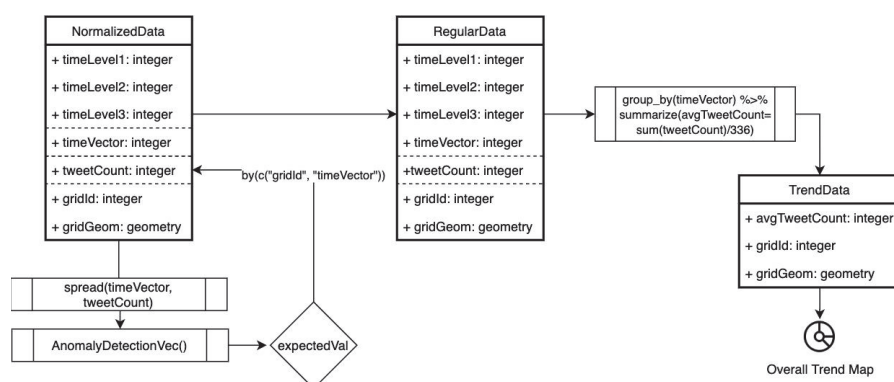 NormalizedData
+ timeLevel1: integer
+ timeLevel2: integer
+ timeLevel3: integer
+ timeVector: integer
+ tweetCount: integer
+ gridId: integer
+ gridGeom: geometry
spread(timeVector,
tweetCount)
AnomalyDetectionVec()
expectedVal
by(c("gridId", "timeVector"))
RegularData
+ timeLevel1: integer
+ timeLevel2: integer
+ timeLevel3: integer
+ timeVector: integer
+tweetCount: integer
+ gridId: integer
+ gridGeom: geometry
group_by(timeVector) %>%
summarize(avgTweetCount=
sum(tweetCount)/336)
TrendData
+ avgTweetCount: integer
+ gridId: integer
+ gridGeom: geometry
Overall Trend Map